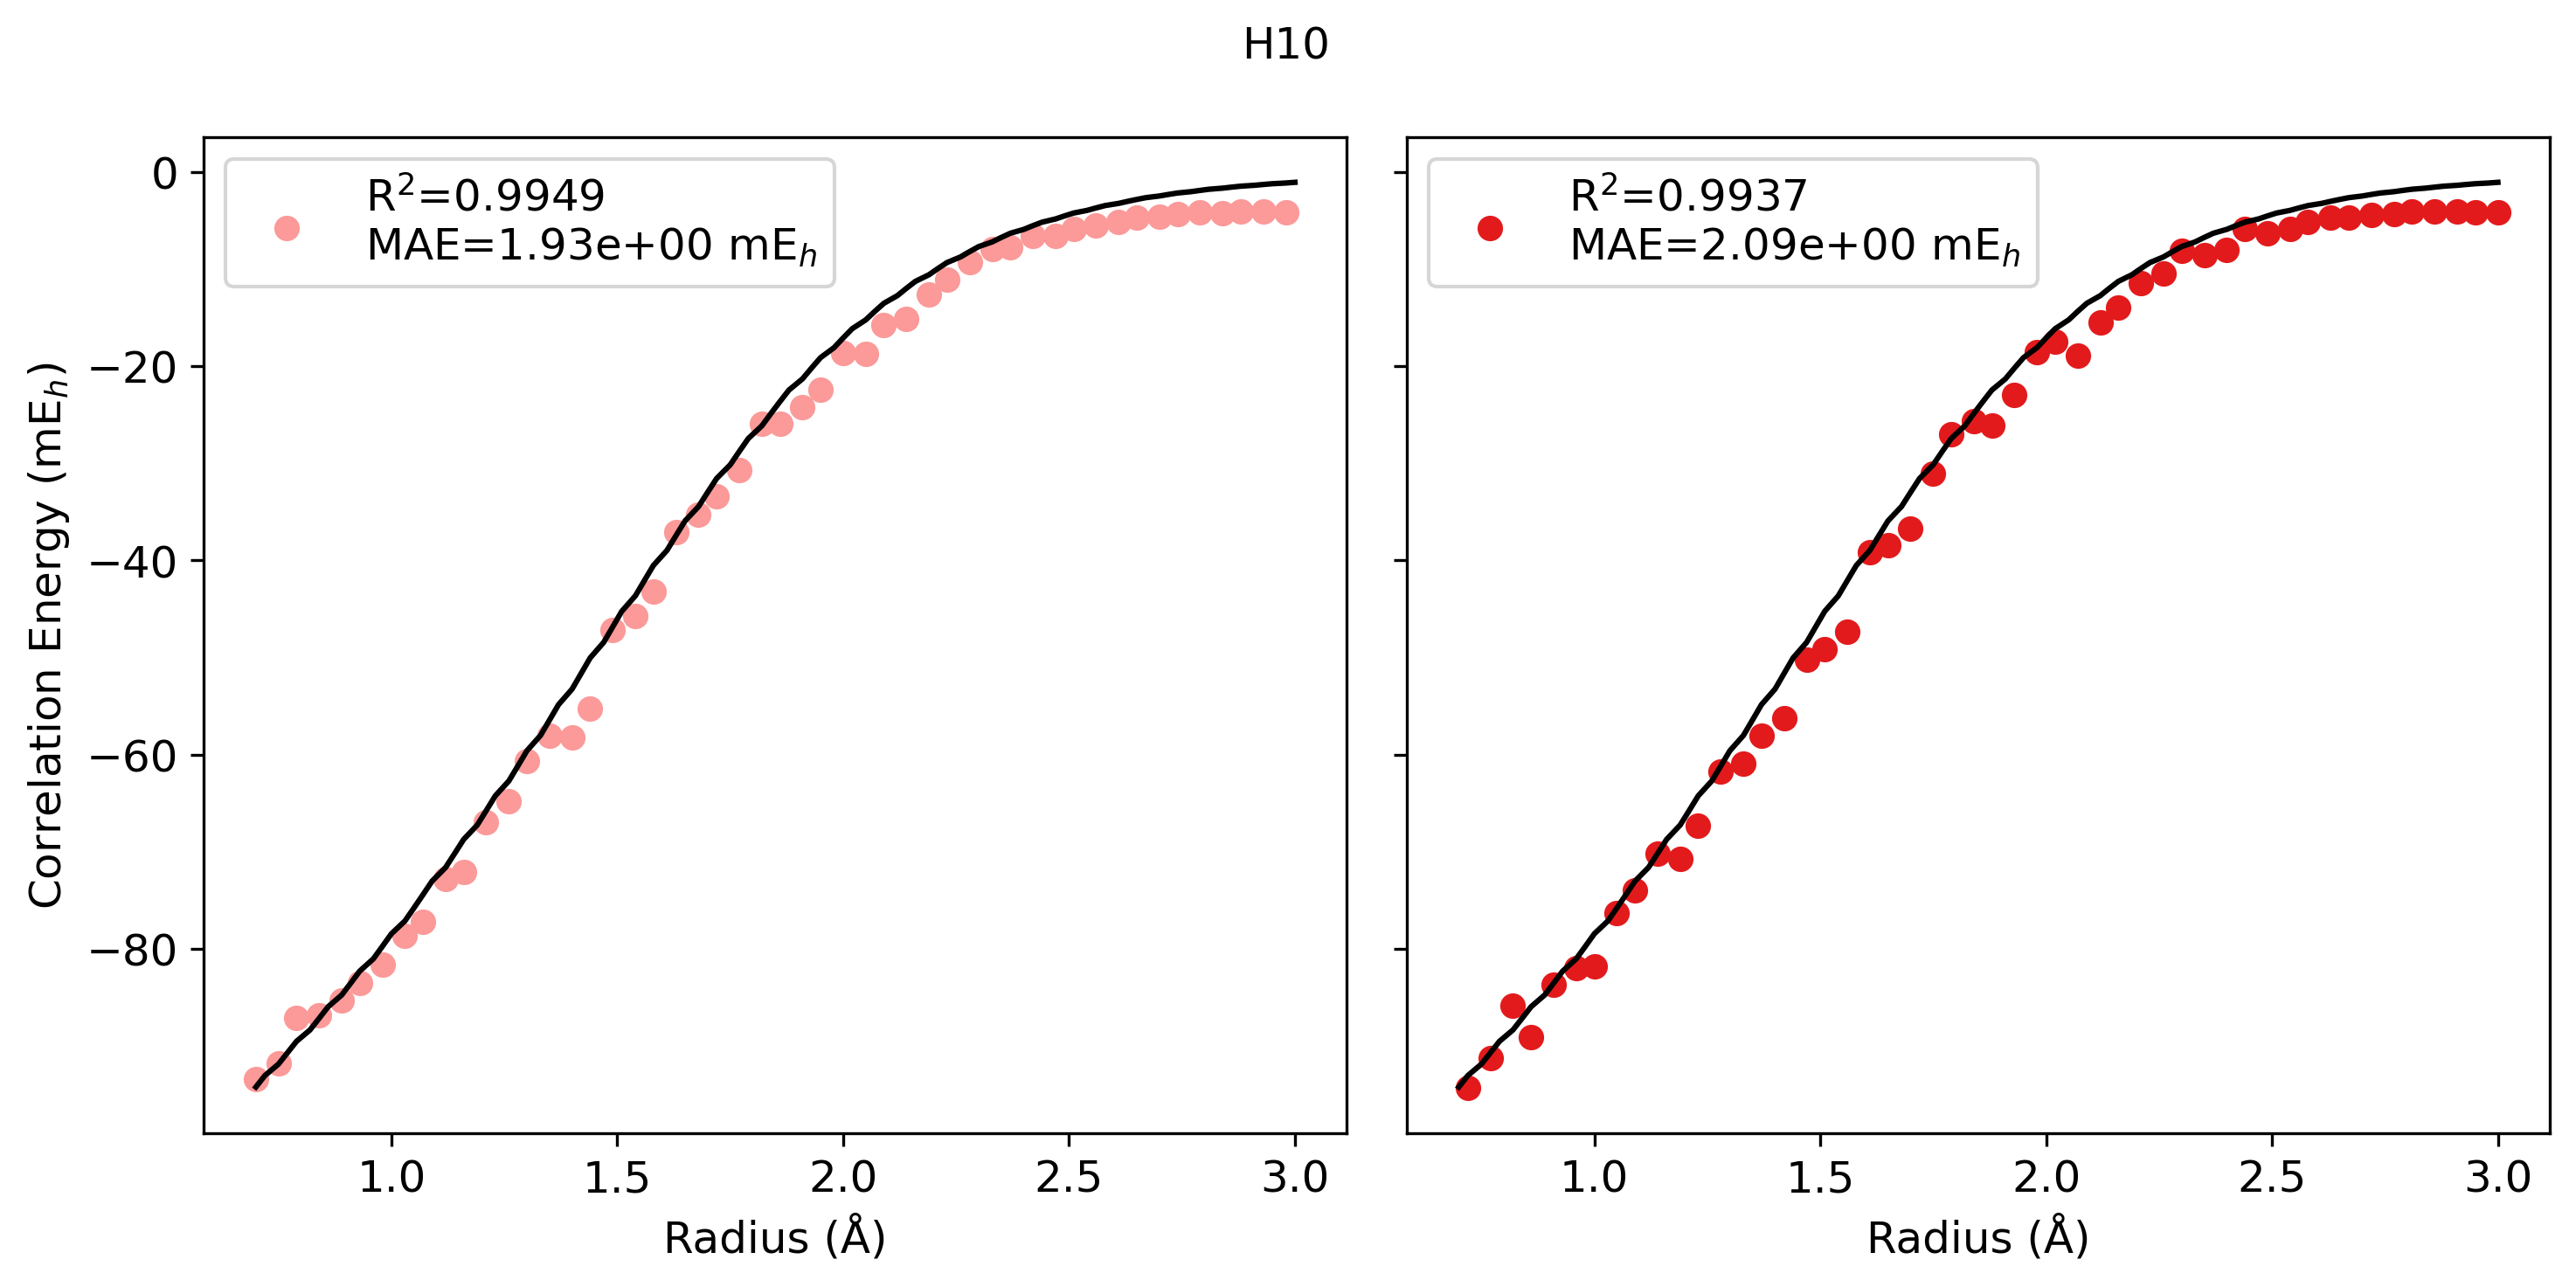 H10
R²=0.9949
MAE=1.93e+00 mEₕ
R²=0.9937
MAE=2.09e+00 mEₕ
Correlation Energy (mEₕ)
0
−20
−40
−60
−80
1.0 1.5 2.0 2.5 3.0
1.0 1.5 2.0 2.5 3.0
Radius (Å)
Radius (Å)